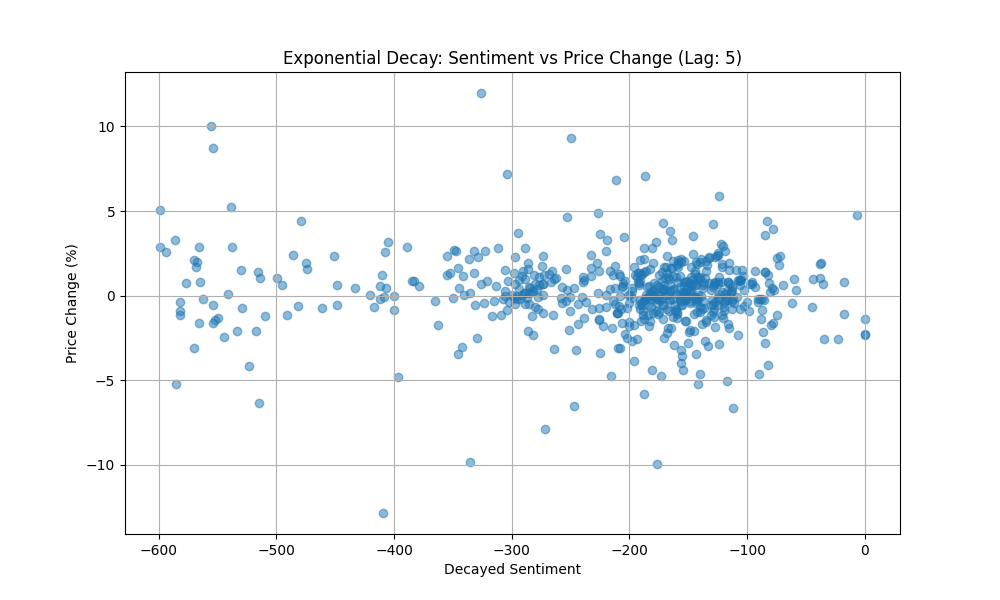 Exponential Decay: Sentiment vs Price Change (Lag: 5)
10
5
0
−5
−10
Price Change (%)
−600 −500 −400 −300 −200 −100 0
Decayed Sentiment